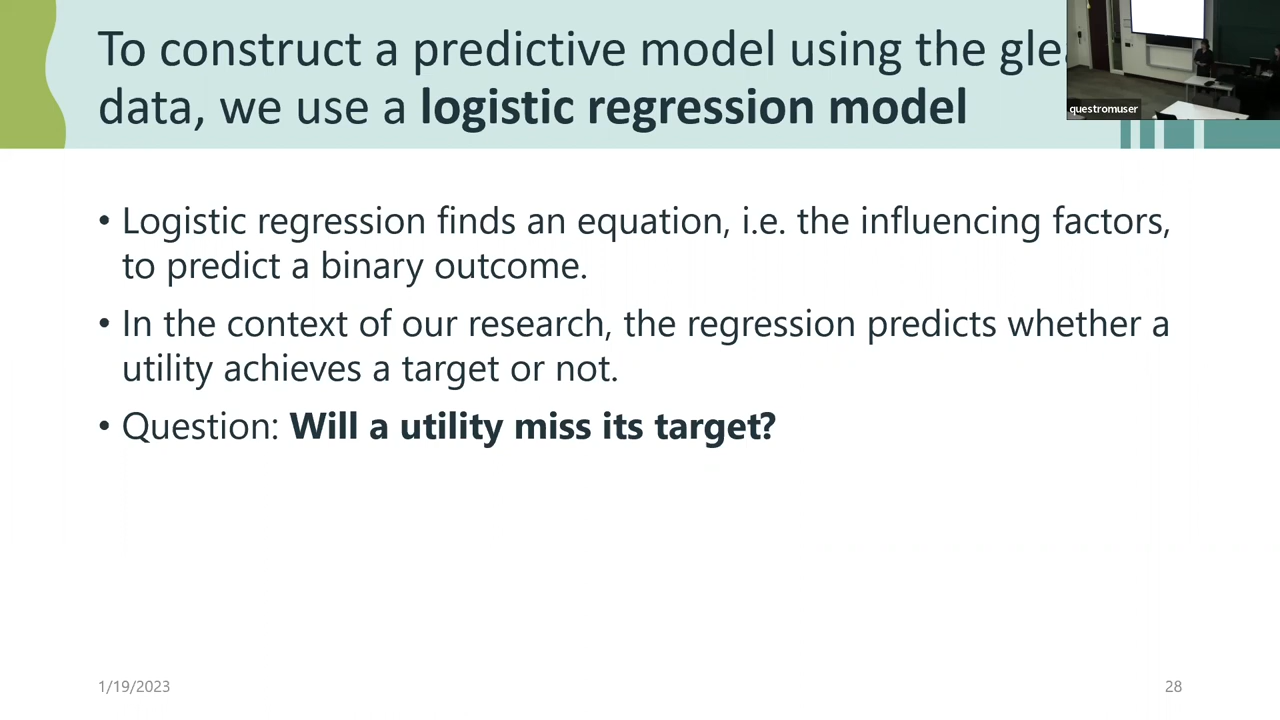 To construct a predictive model using the
data, we use a logistic regression model
questromuser
• Logistic regression finds an equation, i.e. the influencing factors,
to predict a binary outcome.
• In the context of our research, the regression predicts whether a
utility achieves a target or not.
• Question: Will a utility miss its target?
1/19/2023
28